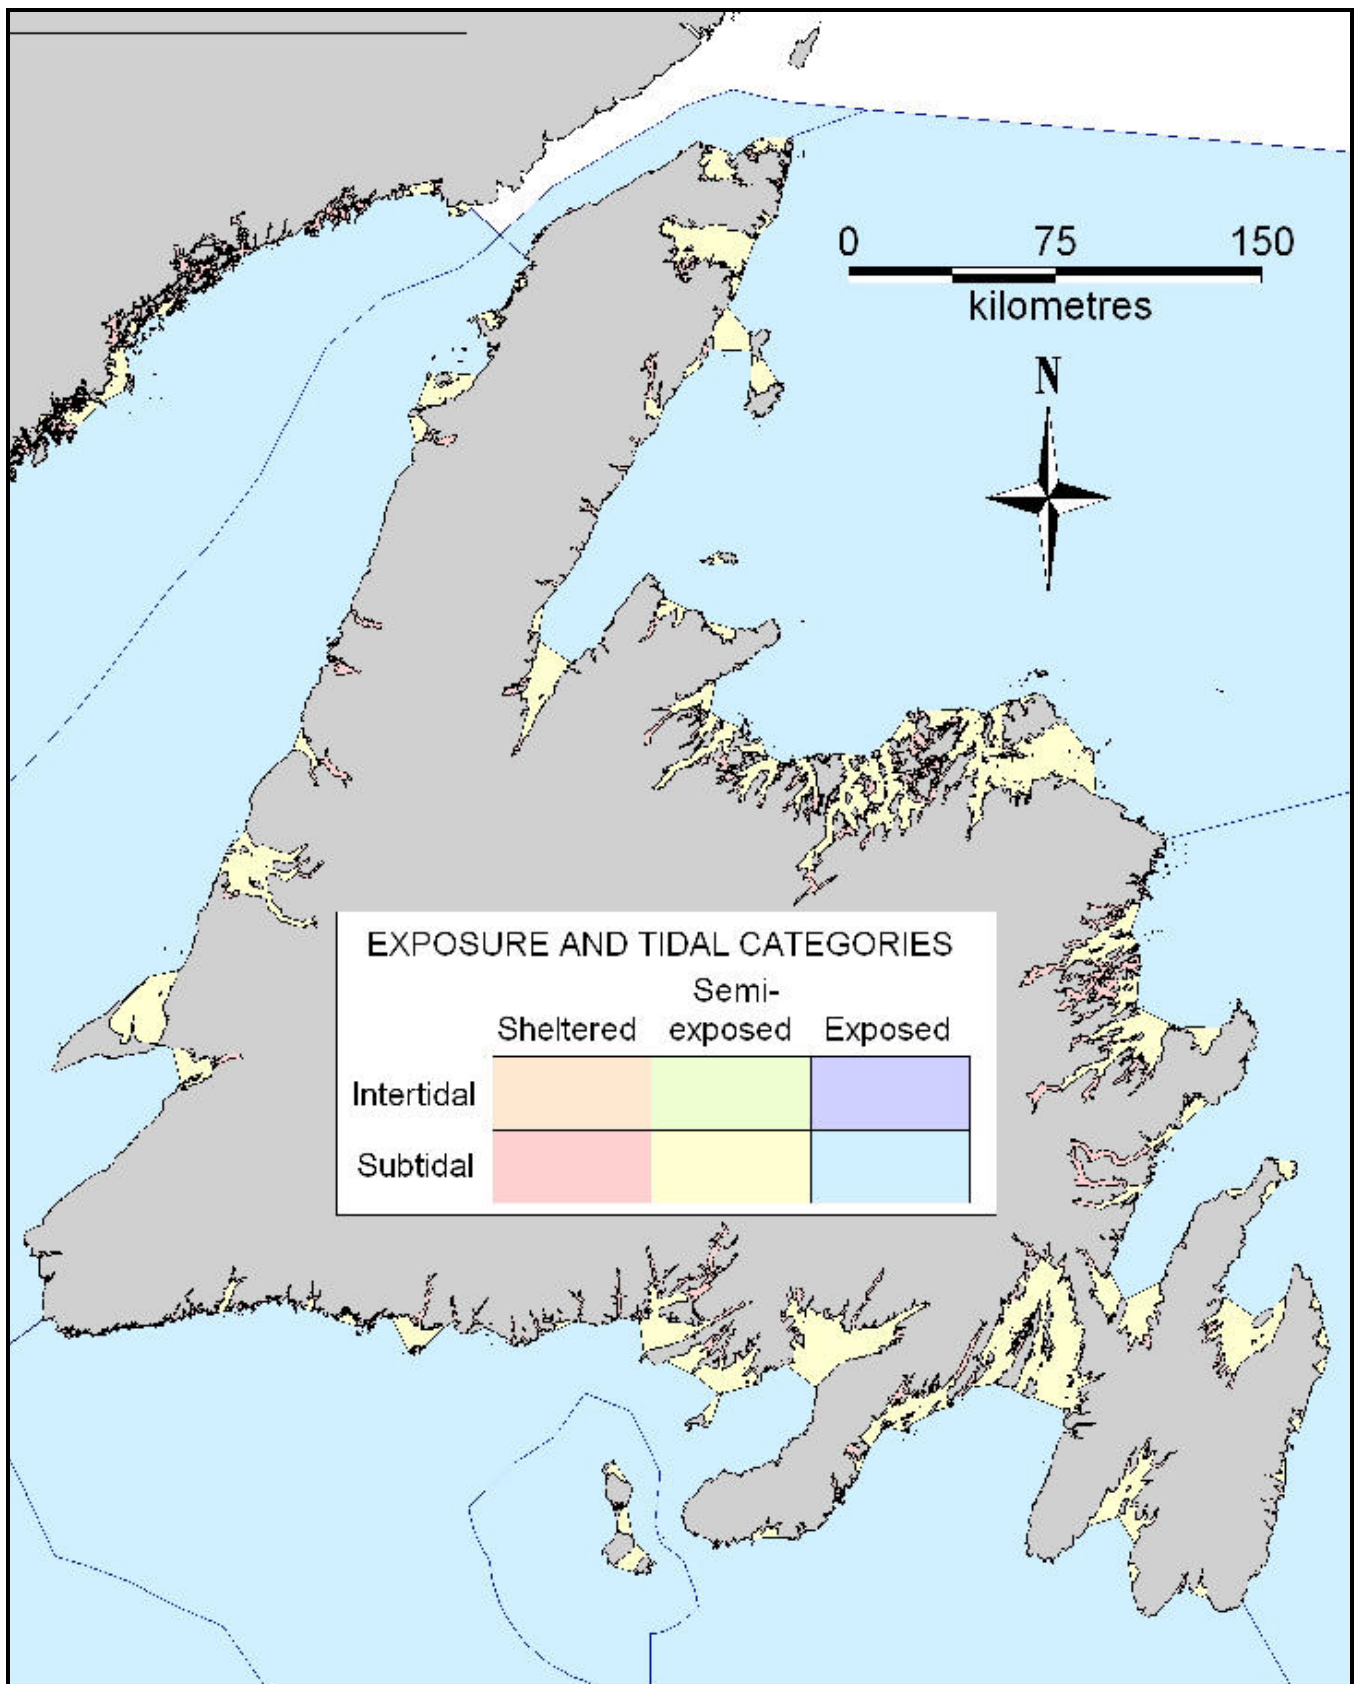 0 75 150
kilometres
N
EXPOSURE AND TIDAL CATEGORIES
Semi-
Sheltered exposed Exposed
Intertidal
Subtidal